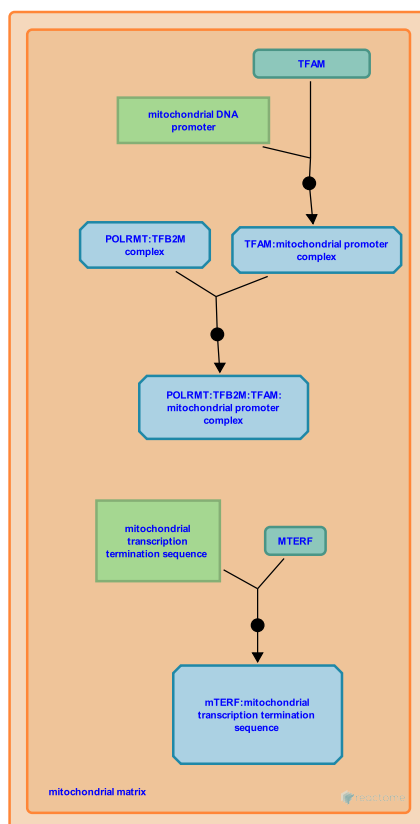 TFAM
mitochondrial DNA
promoter
POLRMT:TFB2M
complex
TFAM:mitochondrial promoter
complex
POLRMT:TFB2M:TFAM:
mitochondrial promoter
complex
mitochondrial
transcription
termination sequence
MTERF
mTERF:mitochondrial
transcription termination
sequence
mitochondrial matrix
reactome